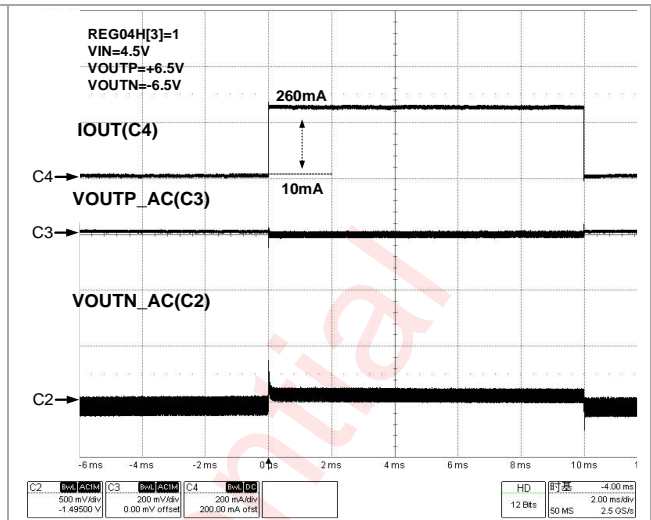 REG04H[3]=1
VIN=4.5V
VOUTP=+6.5V
VOUTN=-6.5V
260mA
IOUT(C4)
C4
10mA
VOUTP_AC(C3)
C3
VOUTN_AC(C2)
C2
-6 ms -4 ms -2 ms 0 ps 2 ms 4 ms 6 ms 8 ms 10 ms 1
C2 BwL AC1M C3 BwL AC1M C4 BwL DC HD 时基 -4.00 ms
500 mV/div 200 mV/div 200 mA/div 12 Bits 2.00 ms/div
-1.49500 V 0.00 mV offset 200.00 mA ofst 50 MS 2.5 GS/s
ential